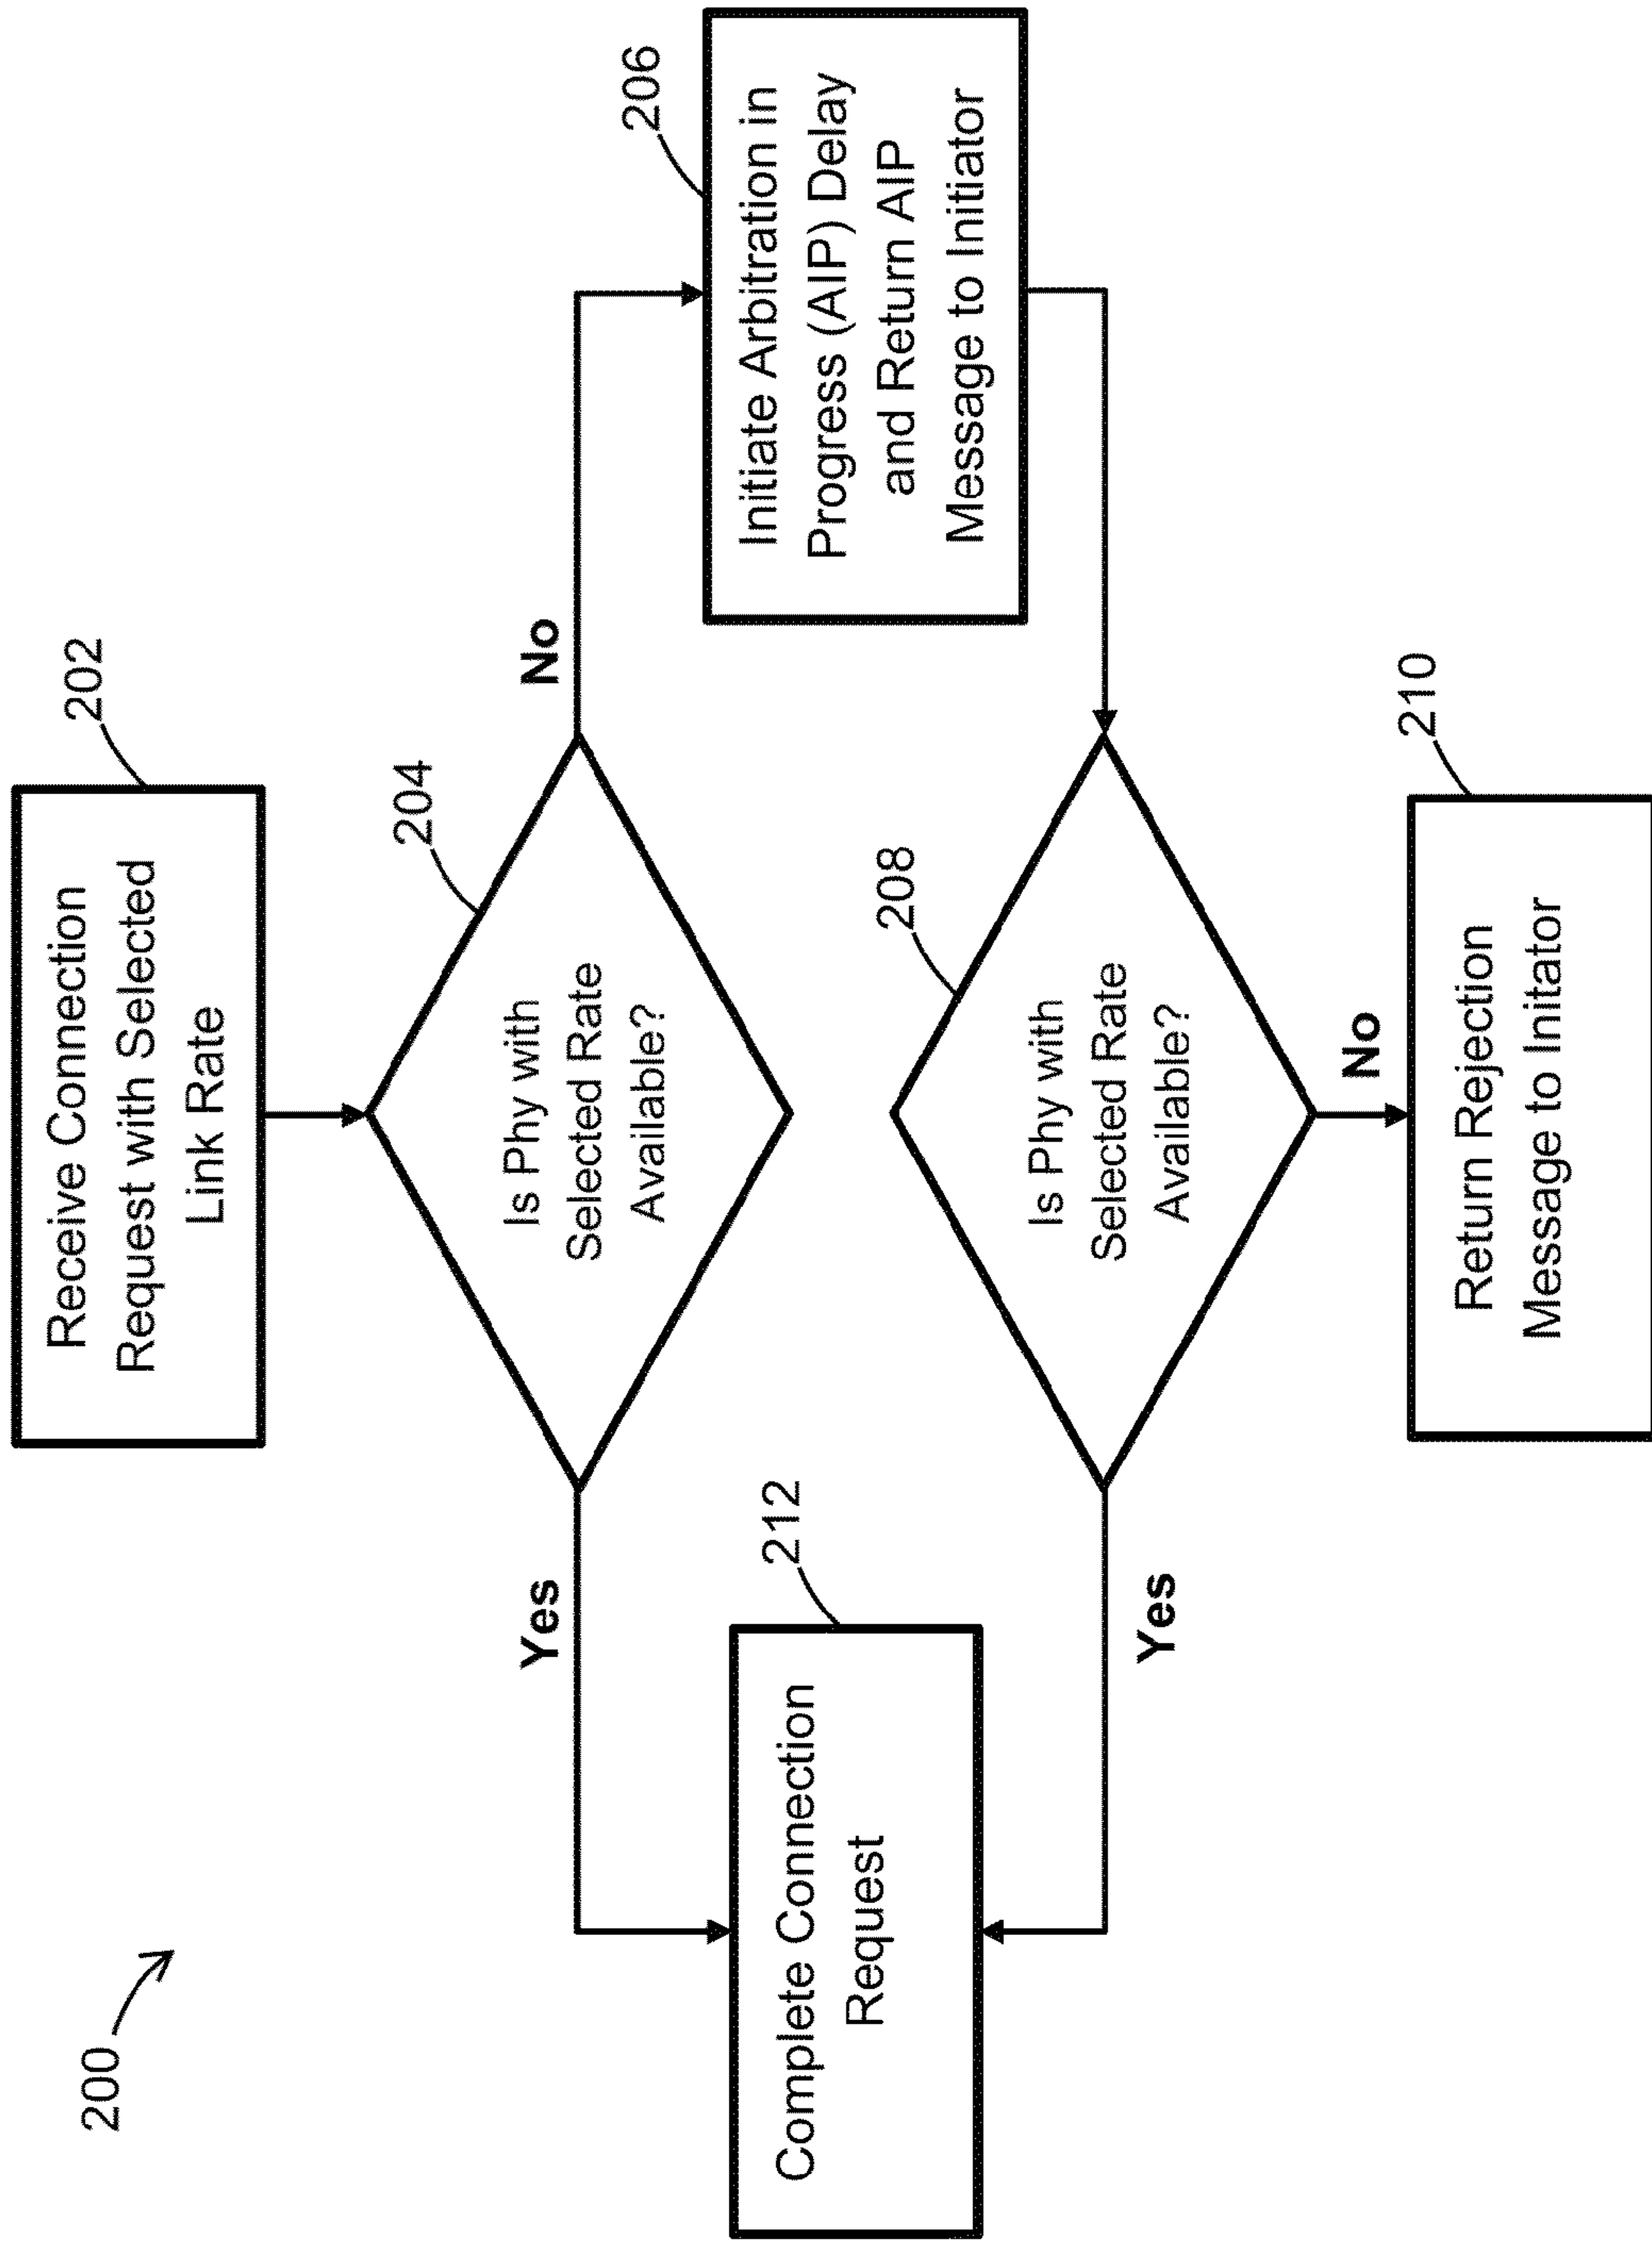 200
202
Receive Connection
Request with Selected
Link Rate
204
Is Phy with
Selected Rate
Available?
Yes
No
206
Initiate Arbitration in
Progress (AIP) Delay
and Return AIP
Message to Initiator
212
Complete Connection
Request
208
Is Phy with
Selected Rate
Available?
Yes
No
210
Return Rejection
Message to Initator